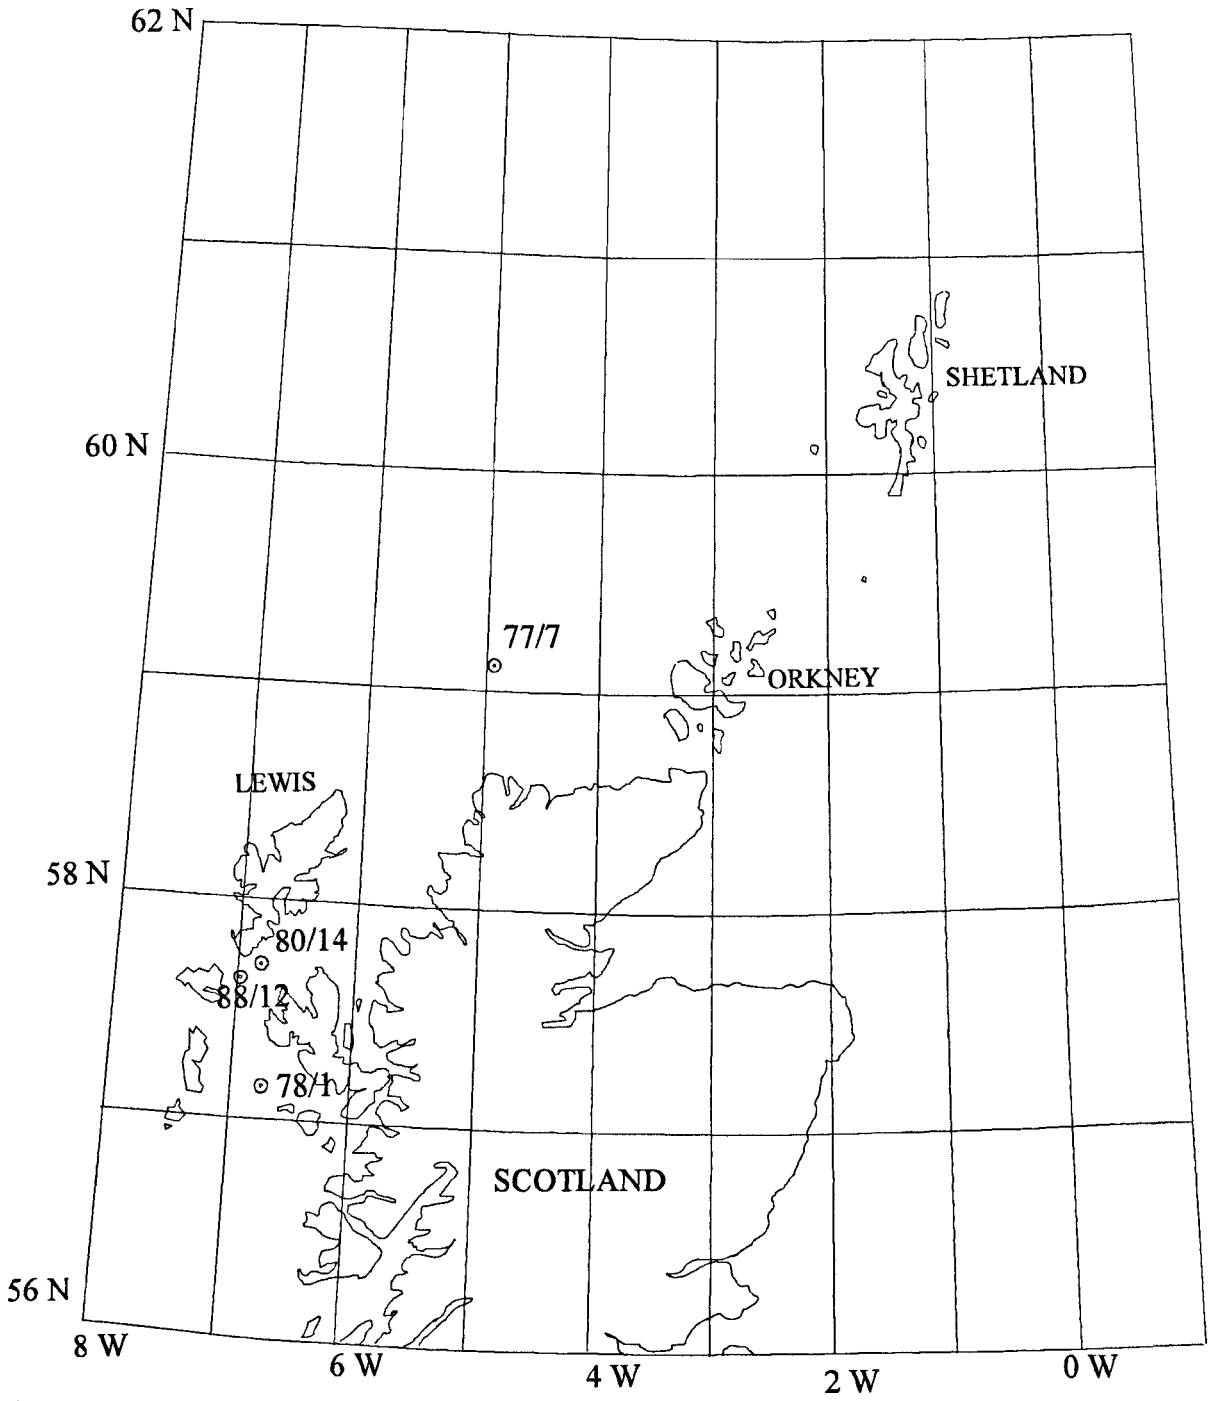 62 N
SHETLAND
60 N
77/7
ORKNEY
LEWIS
58 N
80/14
88/12
78/1
SCOTLAND
56 N
8 W
6 W
4 W
2 W
0 W